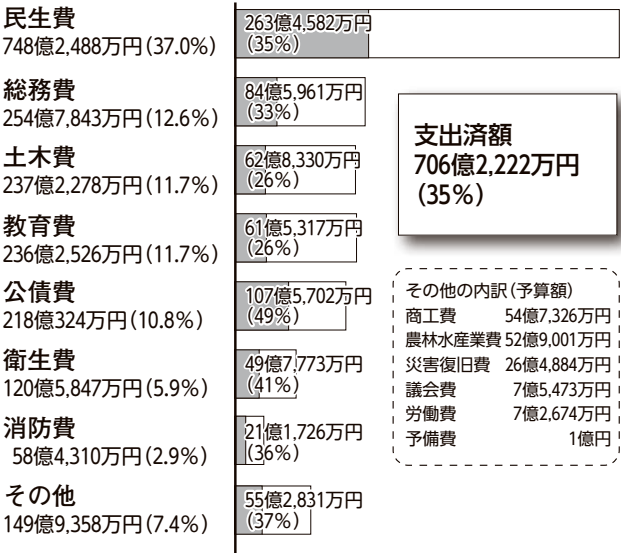 民生費
748億2,488万円(37.0%)
263億4,582万円
(35%)
総務費
254億7,843万円(12.6%)
84億5,961万円
(33%)
土木費
237億2,278万円(11.7%)
62億8,330万円
(26%)
教育費
236億2,526万円(11.7%)
61億5,317万円
(26%)
公債費
218億324万円(10.8%)
107億5,702万円
(49%)
衛生費
120億5,847万円(5.9%)
49億7,773万円
(41%)
消防費
58億4,310万円(2.9%)
21億1,726万円
(36%)
その他
149億9,358万円(7.4%)
55億2,831万円
(37%)
支出済額
706億2,222万円
(35%)
その他の内訳(予算額)
商工費 54億7,326万円
農林水産業費 52億9,001万円
災害復旧費 26億4,884万円
議会費 7億5,473万円
労働費 7億2,674万円
予備費 1億円